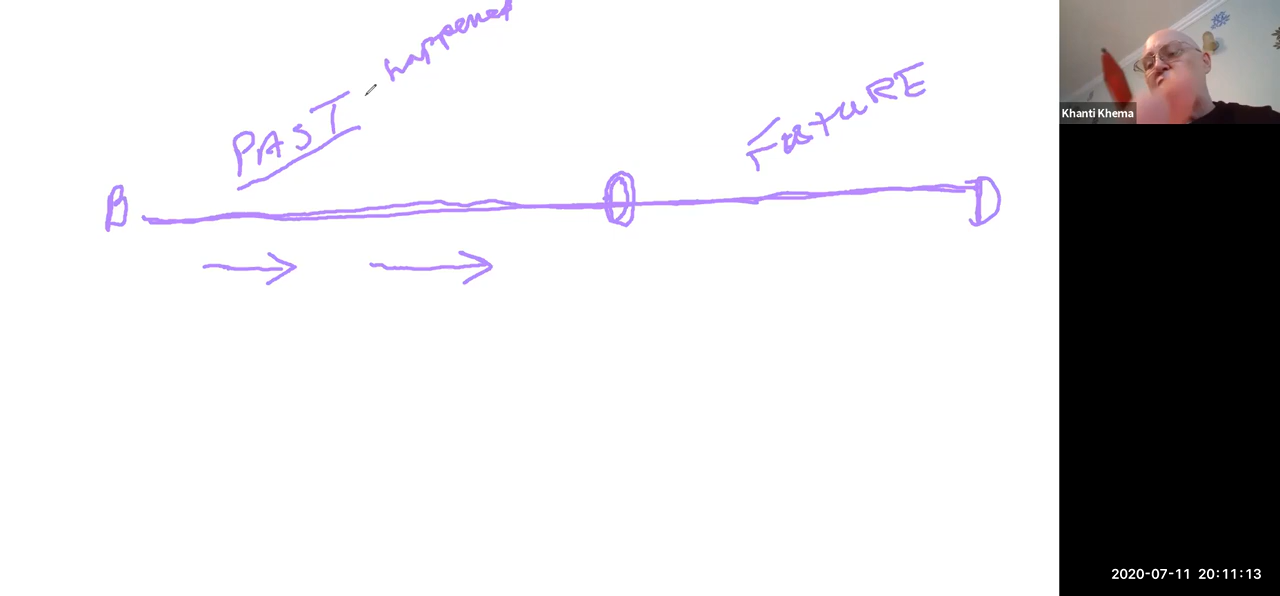 happened
PAST
FutuRE
B
D
Khanti Khema
2020-07-11 20:11:13